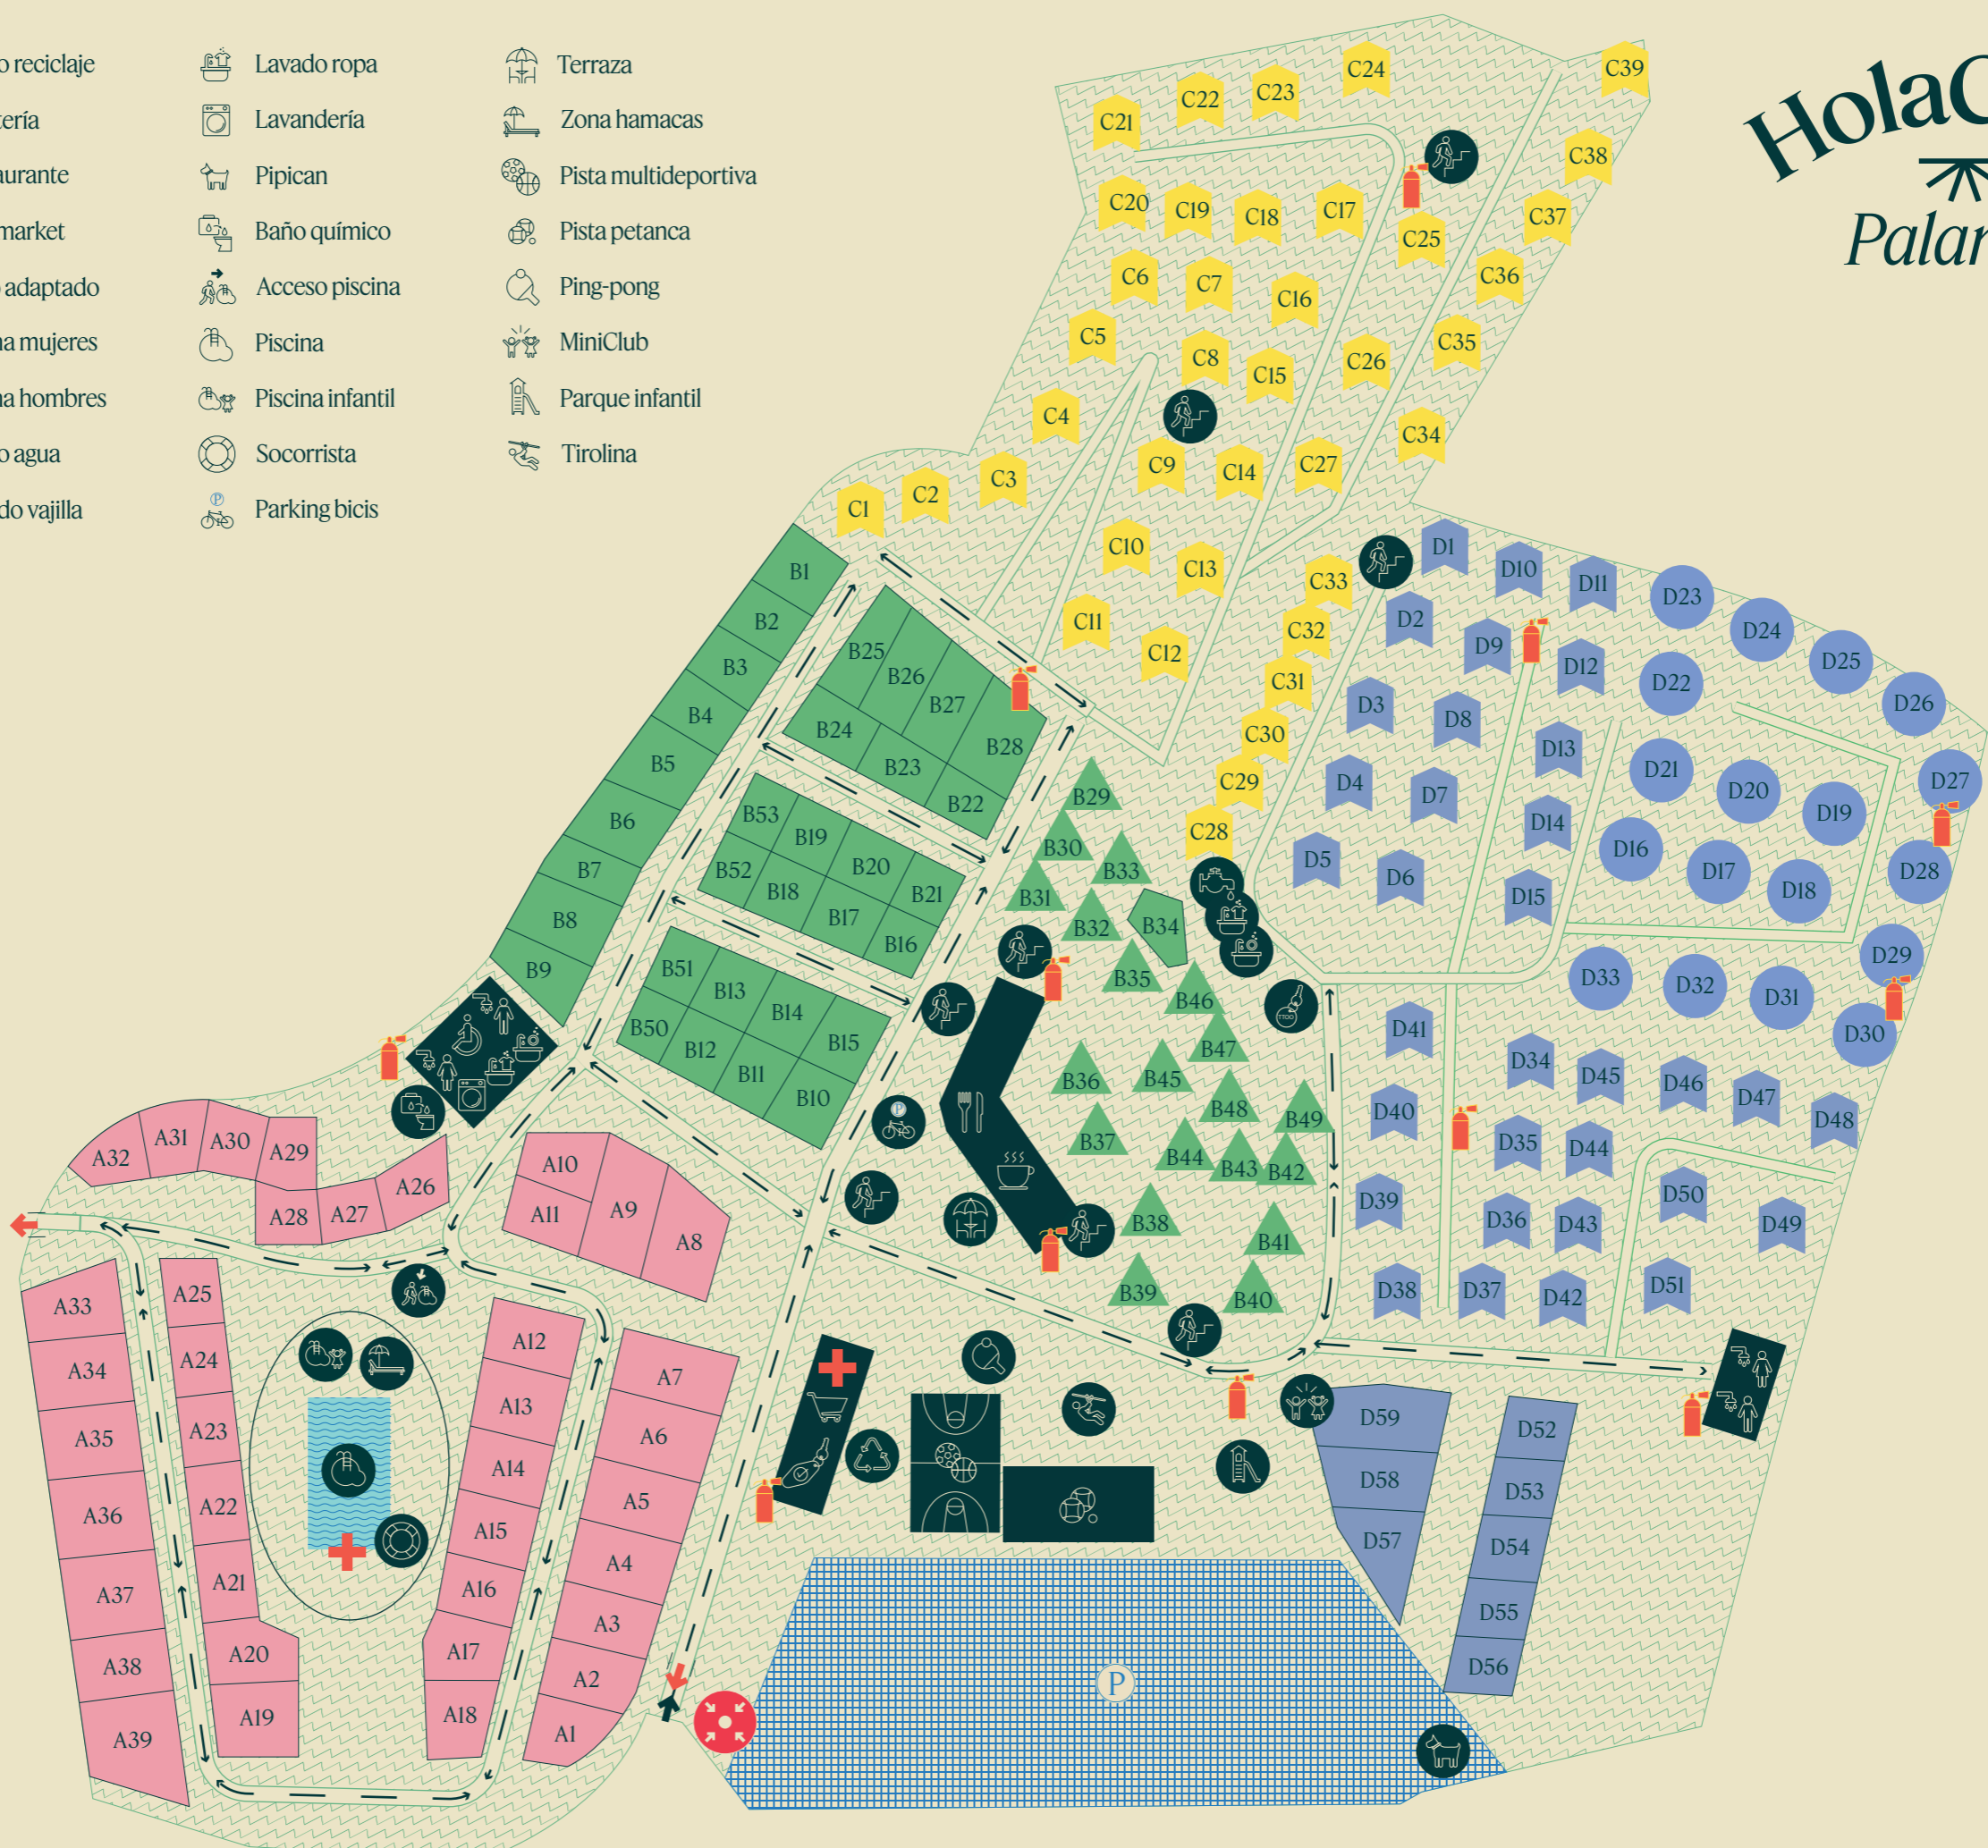 o reciclaje
tería
aurante
market
adaptado
na mujeres
na hombres
o agua
do vajilla
Lavado ropa
Lavandería
Pipican
Baño químico
Acceso piscina
Piscina
Piscina infantil
Socorrista
P
Parking bicis
Terraza
Zona hamacas
Pista multideportiva
Pista petanca
Ping-pong
MiniClub
Parque infantil
Tirolina
HolaC
Palam
C24
C39
C22
C23
C21
C38
C20
C19
C18
C17
C37
C25
C6
C7
C16
C36
C5
C8
C15
C26
C35
C4
C9
C14
C27
C34
C1
C2
C3
C10
C13
C33
C11
C12
C32
C31
C30
C29
C28
B1
B2
B3
B4
B5
B6
B7
B8
B9
B25
B26
B27
B28
B24
B23
B22
B53
B19
B20
B21
B52
B18
B17
B16
B51
B13
B14
B15
B50
B12
B11
B10
B29
B30
B33
B31
B32
B34
B35
B46
B47
B36
B45
B48
B49
B37
B44
B43
B42
B38
B41
B39
B40
TTOO
P
D1
D10
D11
D23
D24
D25
D26
D2
D9
D12
D22
D3
D8
D13
D21
D20
D19
D27
D4
D7
D14
D16
D17
D18
D28
D5
D6
D15
D29
D33
D32
D31
D30
D41
D34
D45
D46
D47
D48
D40
D35
D44
D39
D36
D43
D50
D49
D38
D37
D42
D51
D59
D58
D57
D52
D53
D54
D55
D56
A32
A31
A30
A29
A28
A27
A26
A10
A11
A9
A8
A33
A34
A35
A36
A37
A38
A39
A25
A24
A23
A22
A21
A20
A19
A12
A13
A14
A15
A16
A17
A18
A7
A6
A5
A4
A3
A2
A1
P